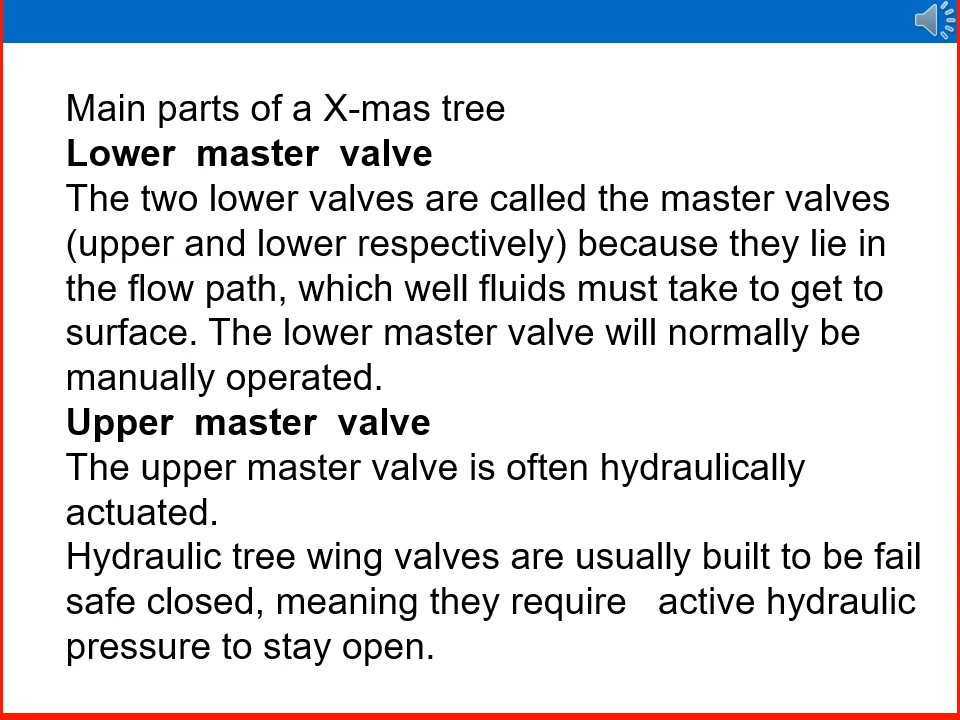 Main parts of a X-mas tree
Lower master valve
The two lower valves are called the master valves
(upper and lower respectively) because they lie in
the flow path, which well fluids must take to get to
surface. The lower master valve will normally be
manually operated.
Upper master valve
The upper master valve is often hydraulically
actuated.
Hydraulic tree wing valves are usually built to be fail
safe closed, meaning they require active hydraulic
pressure to stay open.